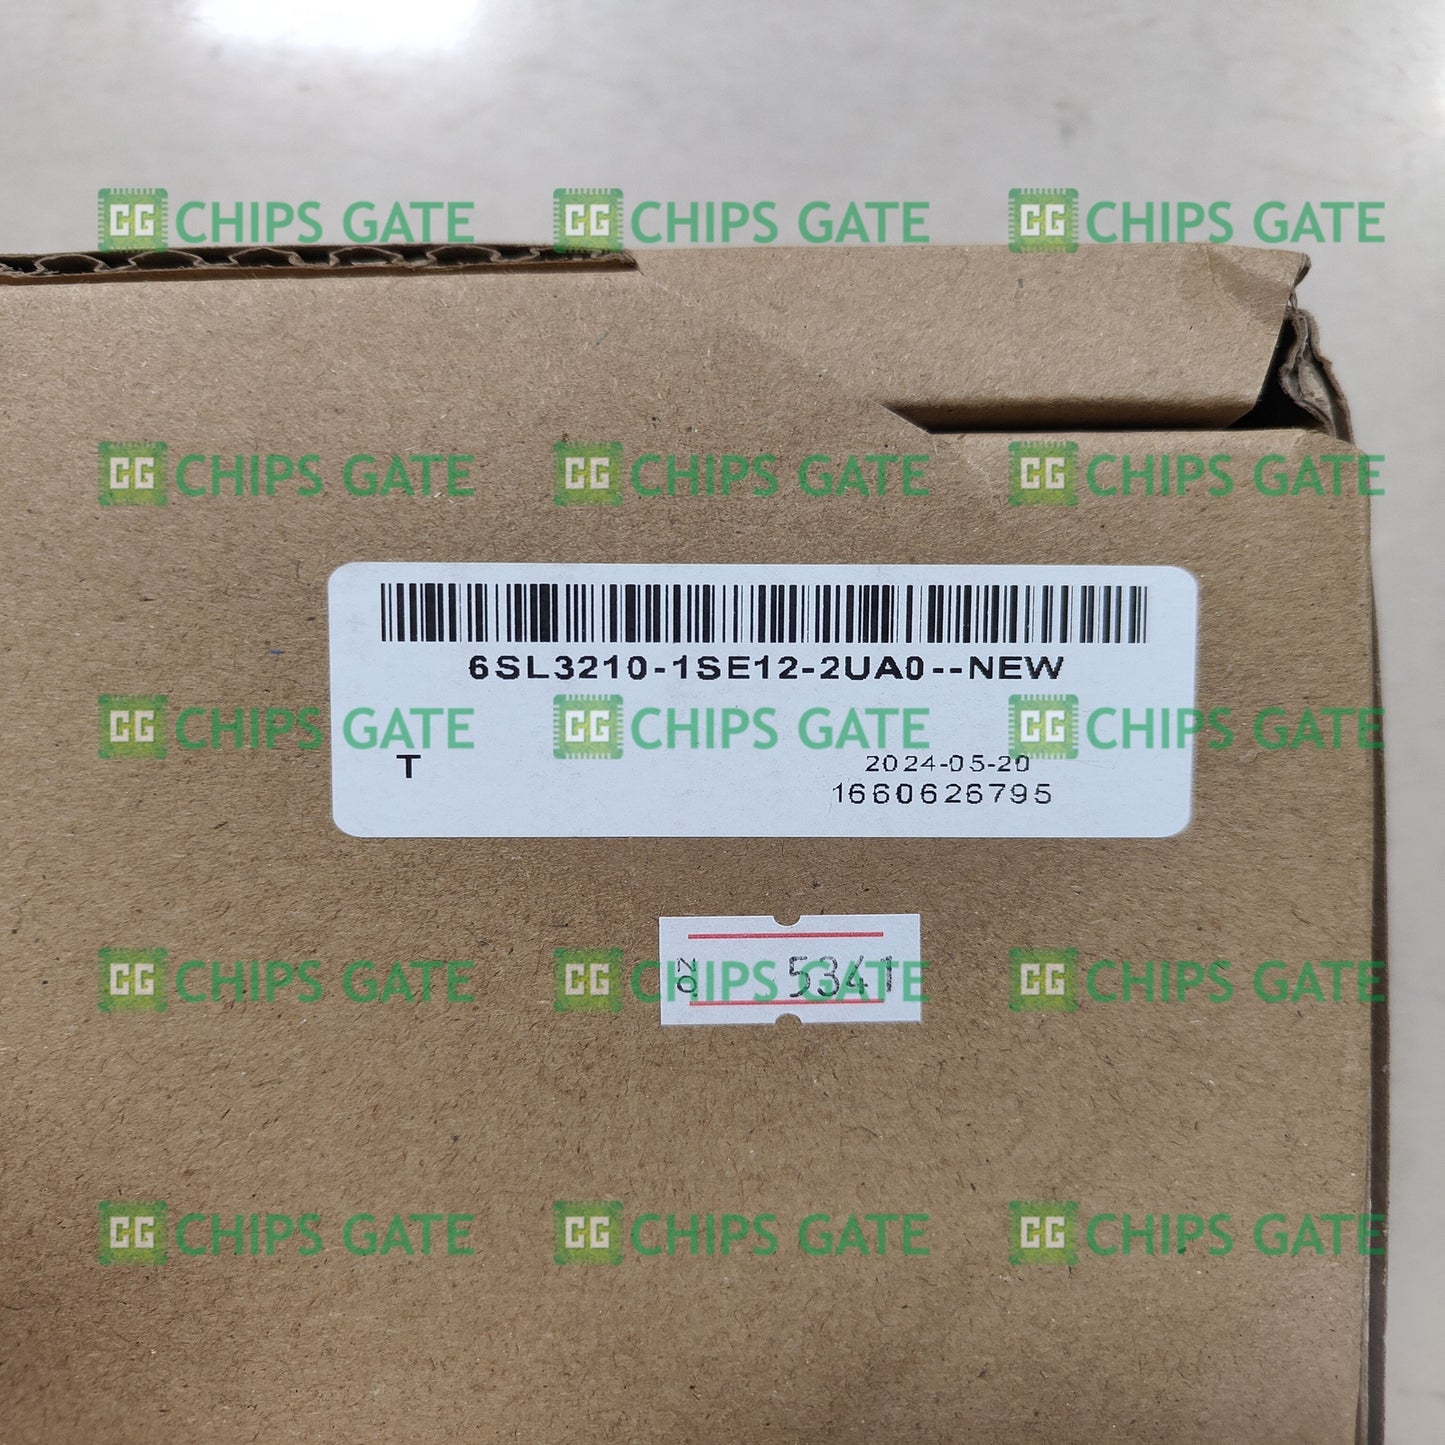 CG CHIPS GATE CG CHIPS GATE CG CHIPS GATE
CG CHIPS GATE CG CHIPS GATE CG CHIPS GATE
6SL3210-1SE12-2UA0--NEW
CG CHIPS GATE CG CHIPS GATE CG CHIPS GATE
T
2024-05-20
1660626795
CG CHIPS GATE CG CHIPS GATE CG CHIPS GATE
NO 5341
CG CHIPS GATE CG CHIPS GATE CG CHIPS GATE